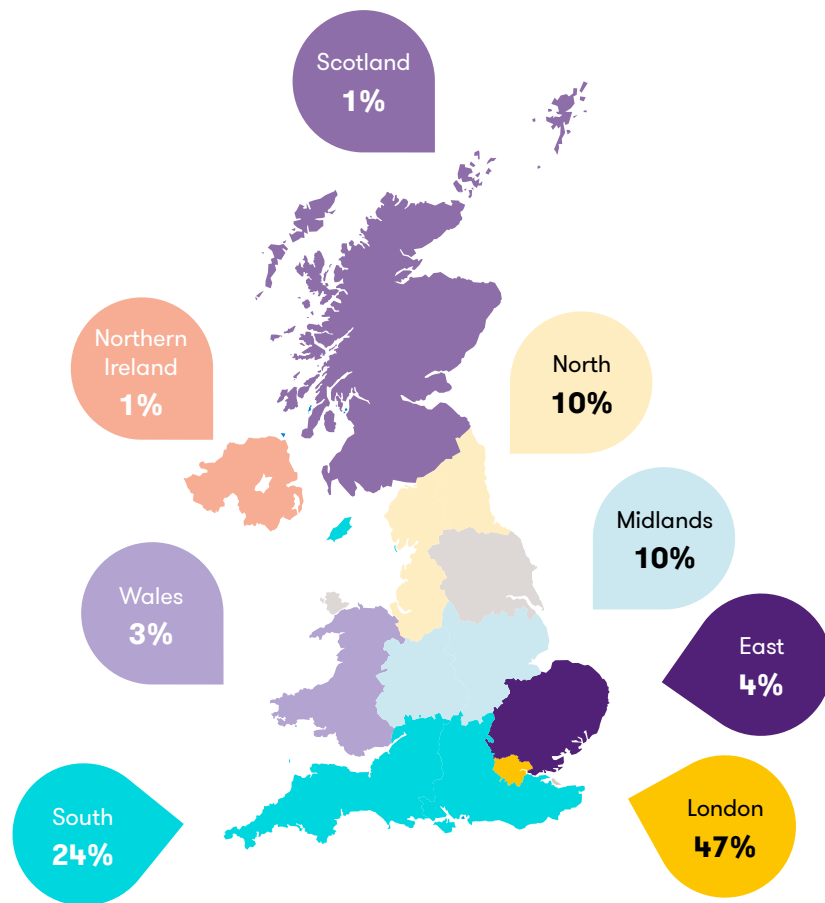 Scotland
1%
Northern
Ireland
1%
North
10%
Midlands
10%
Wales
3%
East
4%
South
24%
London
47%